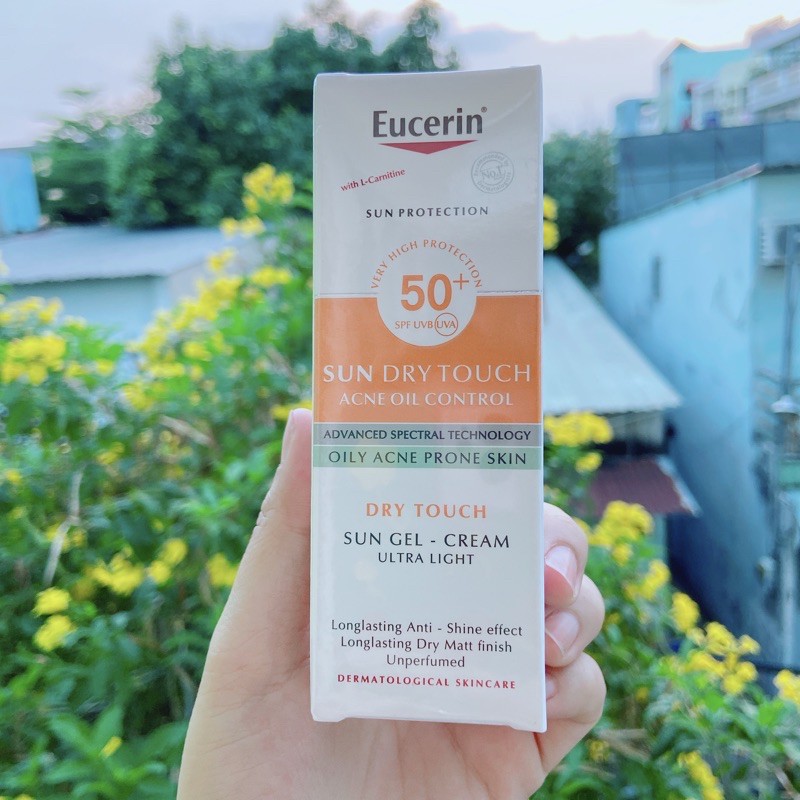 Eucerin®
with L-Carnitine
No.1
SUN PROTECTION
VERY HIGH PROTECTION
50+
SPF UVB UVA
SUN DRY TOUCH
ACNE OIL CONTROL
ADVANCED SPECTRAL TECHNOLOGY
OILY ACNE PRONE SKIN
DRY TOUCH
SUN GEL - CREAM
ULTRA LIGHT
Longlasting Anti - Shine effect
Longlasting Dry Matt finish
Unperfumed
DERMATOLOGICAL SKINCARE